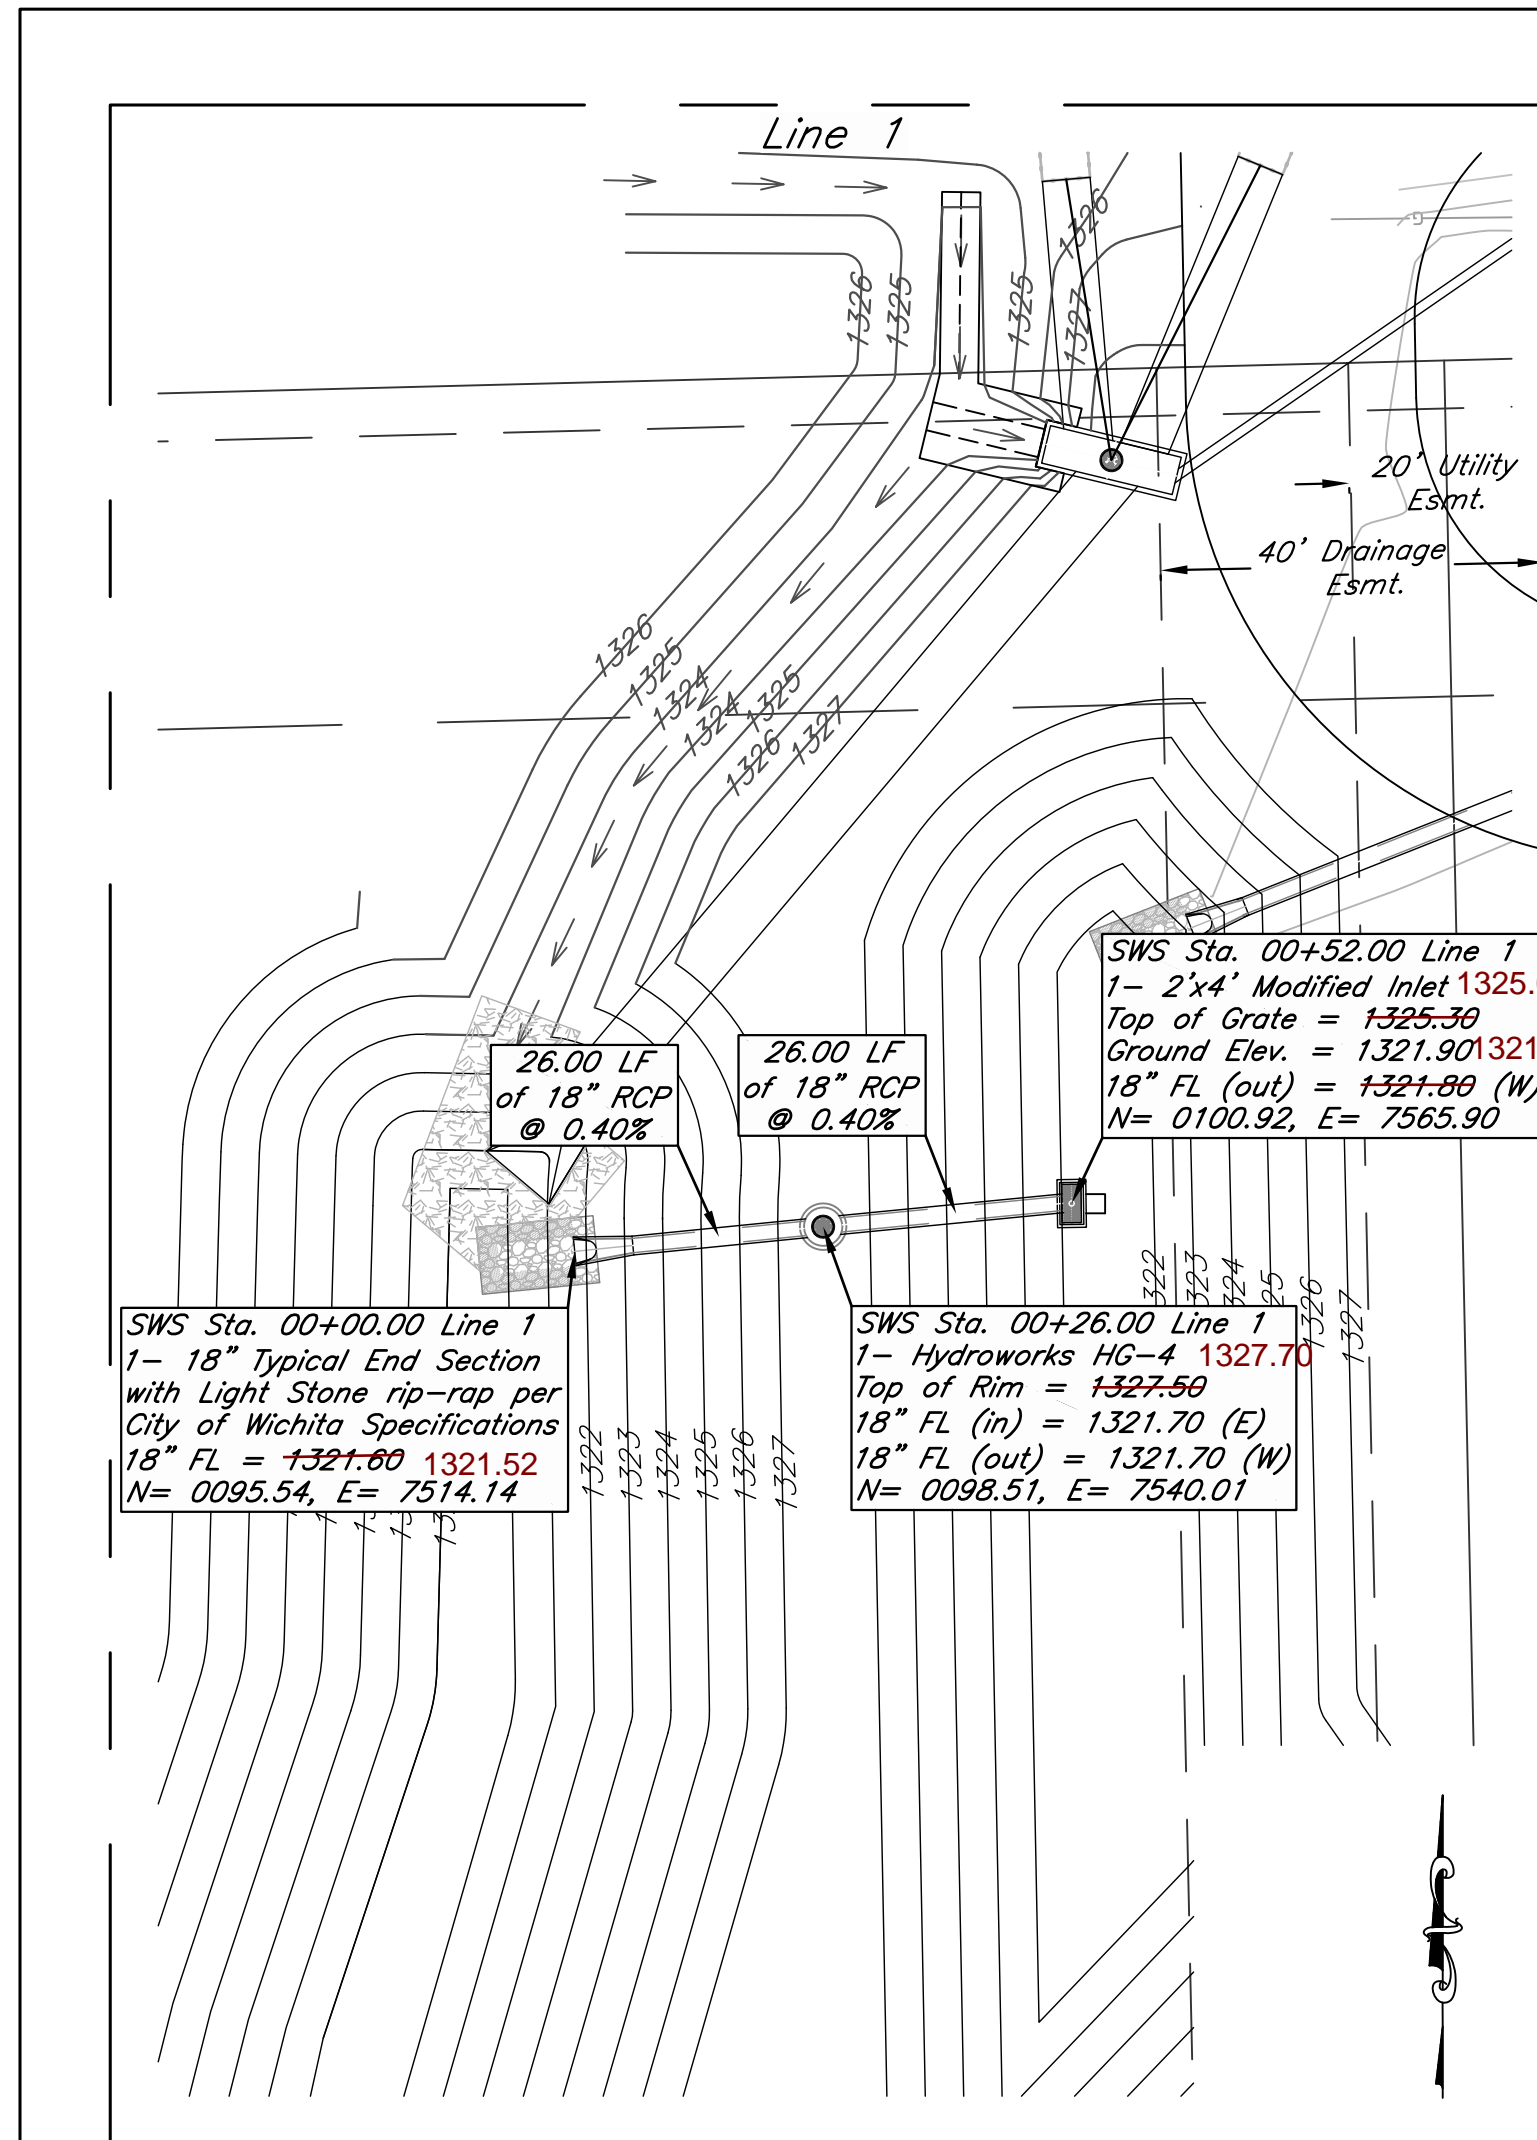 Line 1
1326
1326
1325
1325
1327
20' Utility
Esmt.
40' Drainage
Esmt.
1326
1325
1324
1324
1325
1326
1327
SWS Sta. 00+52.00 Line 1
1- 2'x4' Modified Inlet 1325.
Top of Grate = 1325.30
Ground Elev. = 1321.90 1321
18" FL (out) = 1321.80 (W)
N= 0100.92, E= 7565.90
26.00 LF
of 18" RCP
@ 0.40%
26.00 LF
of 18" RCP
@ 0.40%
322
323
324
25
1326
1327
SWS Sta. 00+00.00 Line 1
1- 18" Typical End Section
with Light Stone rip-rap per
City of Wichita Specifications
18" FL = 1321.60 1321.52
N= 0095.54, E= 7514.14
1322
1323
1324
1325
1326
1327
SWS Sta. 00+26.00 Line 1
1- Hydroworks HG-4 1327.70
Top of Rim = 1327.50
18" FL (in) = 1321.70 (E)
18" FL (out) = 1321.70 (W)
N= 0098.51, E= 7540.01